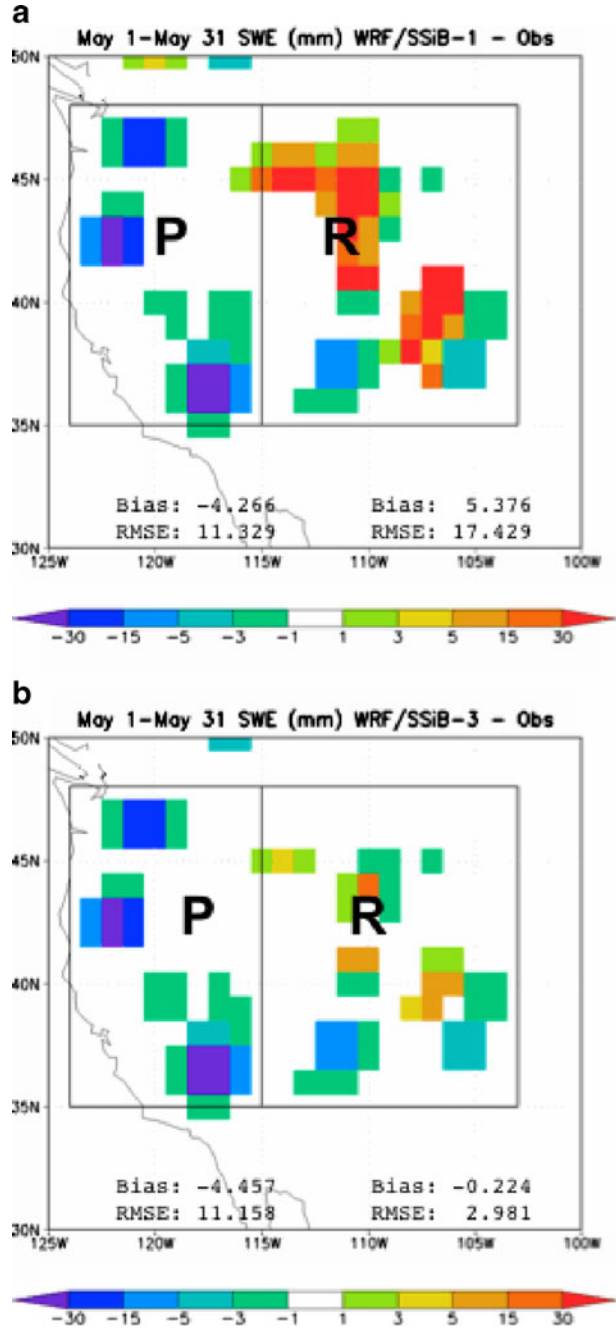 a
May 1-May 31 SWE (mm) WRF/SSiB-1 - Obs
50N
45N
P R
40N
35N
Bias: -4.266 Bias: 5.376
RMSE: 11.329 RMSE: 17.429
30N
125W 120W 115W 110W 105W 100W
-30 -15 -5 -3 -1 1 3 5 15 30
b
May 1-May 31 SWE (mm) WRF/SSiB-3 - Obs
50N
45N
P R
40N
35N
Bias: -4.457 Bias: -0.224
RMSE: 11.158 RMSE: 2.981
30N
125W 120W 115W 110W 105W 100W
-30 -15 -5 -3 -1 1 3 5 15 30